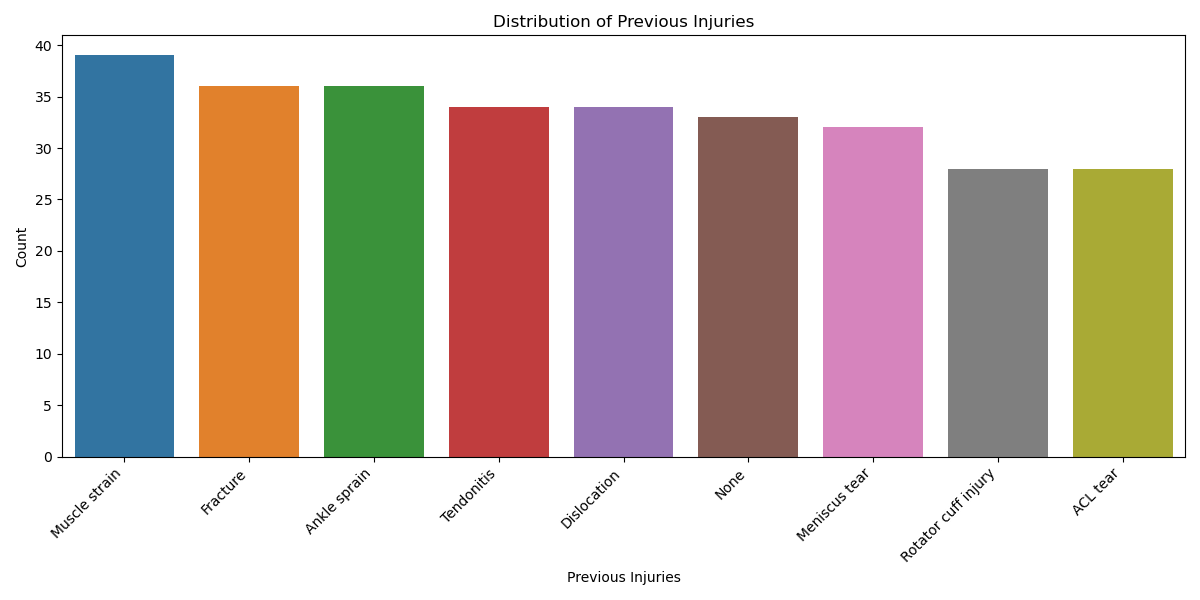 Distribution of Previous Injuries
Count
40
35
30
25
20
15
10
5
0
Muscle strain
Fracture
Ankle sprain
Tendonitis
Dislocation
None
Meniscus tear
Rotator cuff injury
ACL tear
Previous Injuries